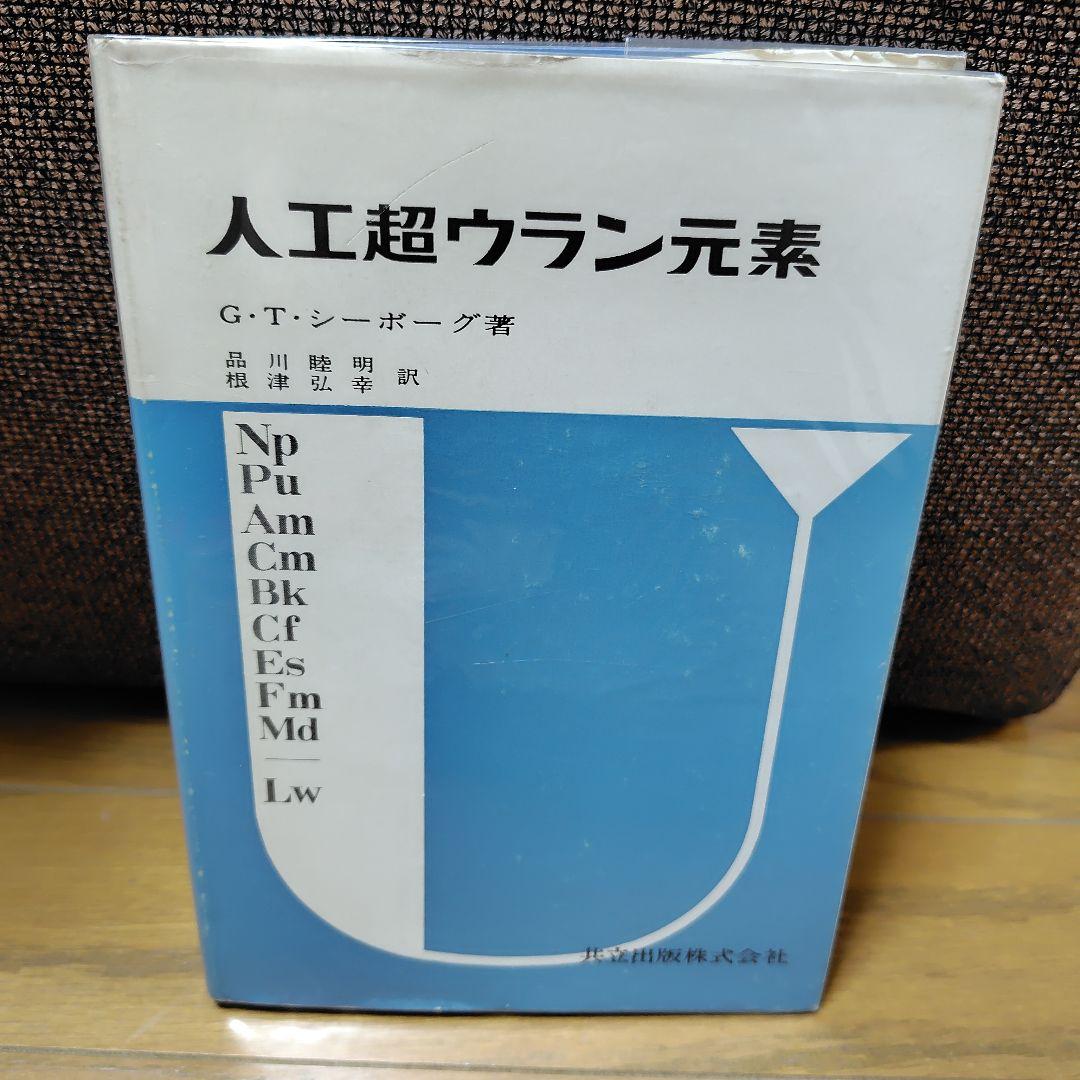 人工超ウラン元素
G・T・シーボーグ著
品川睦明
根津弘幸 訳
Np
Pu
Am
Cm
Bk
Cf
Es
Fm
Md
—
Lw
共立出版株式会社